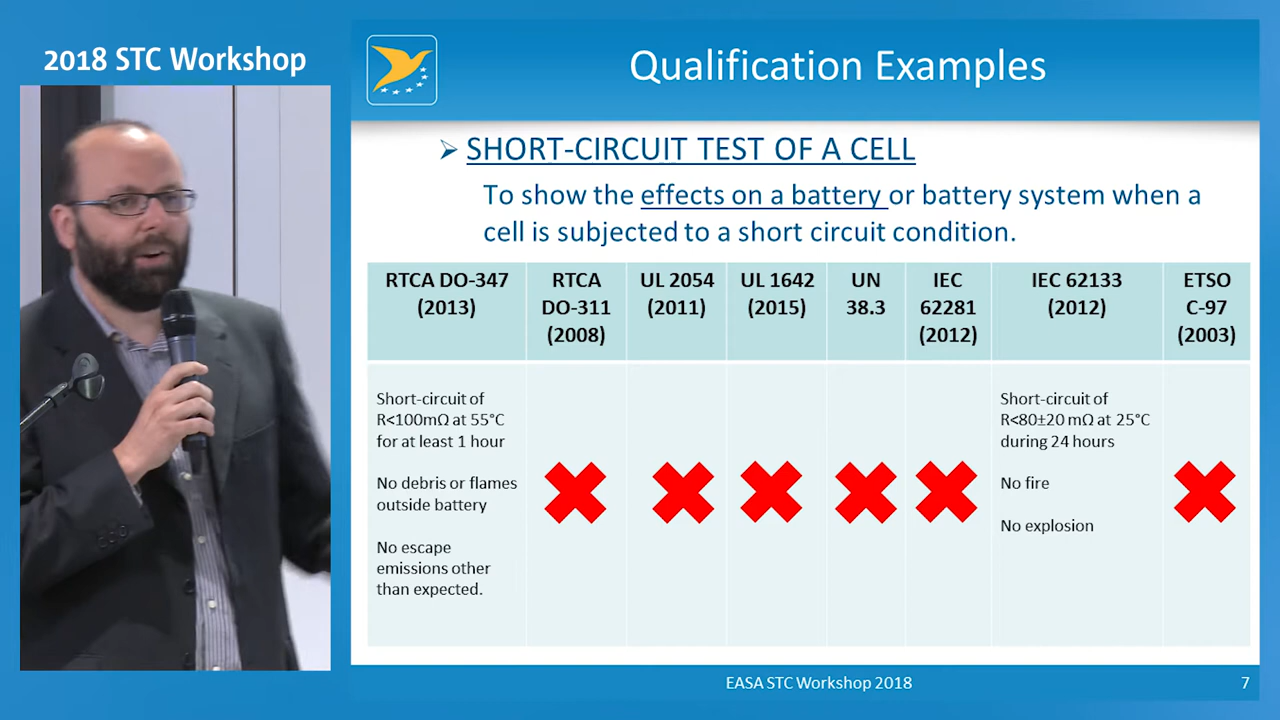 2018 STC Workshop
Qualification Examples
➢ SHORT-CIRCUIT TEST OF A CELL
To show the effects on a battery or battery system when a
cell is subjected to a short circuit condition.
RTCA DO-347
(2013)
RTCA
DO-311
(2008)
UL 2054
(2011)
UL 1642
(2015)
UN
38.3
IEC
62281
(2012)
IEC 62133
(2012)
ETSO
C-97
(2003)
Short-circuit of
R<100mΩ at 55°C
for at least 1 hour
No debris or flames
outside battery
No escape
emissions other
than expected.
Short-circuit of
R<80±20 mΩ at 25°C
during 24 hours
No fire
No explosion
EASA STC Workshop 2018
7